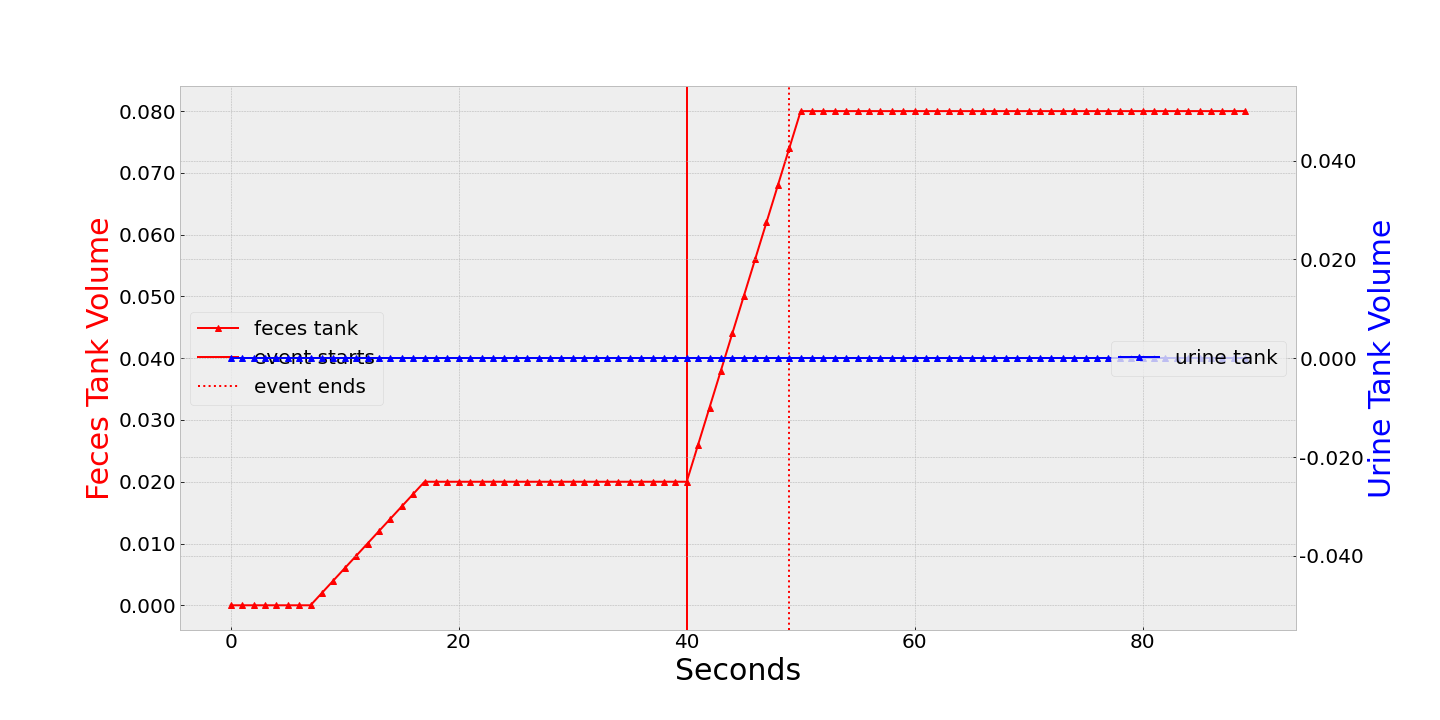 Feces Tank Volume
0.080
0.070
0.060
0.050
0.040
0.030
0.020
0.010
0.000
feces tank
event starts
event ends
urine tank
0.040
0.020
0.000
-0.020
-0.040
Urine Tank Volume
0 20 40 60 80
Seconds